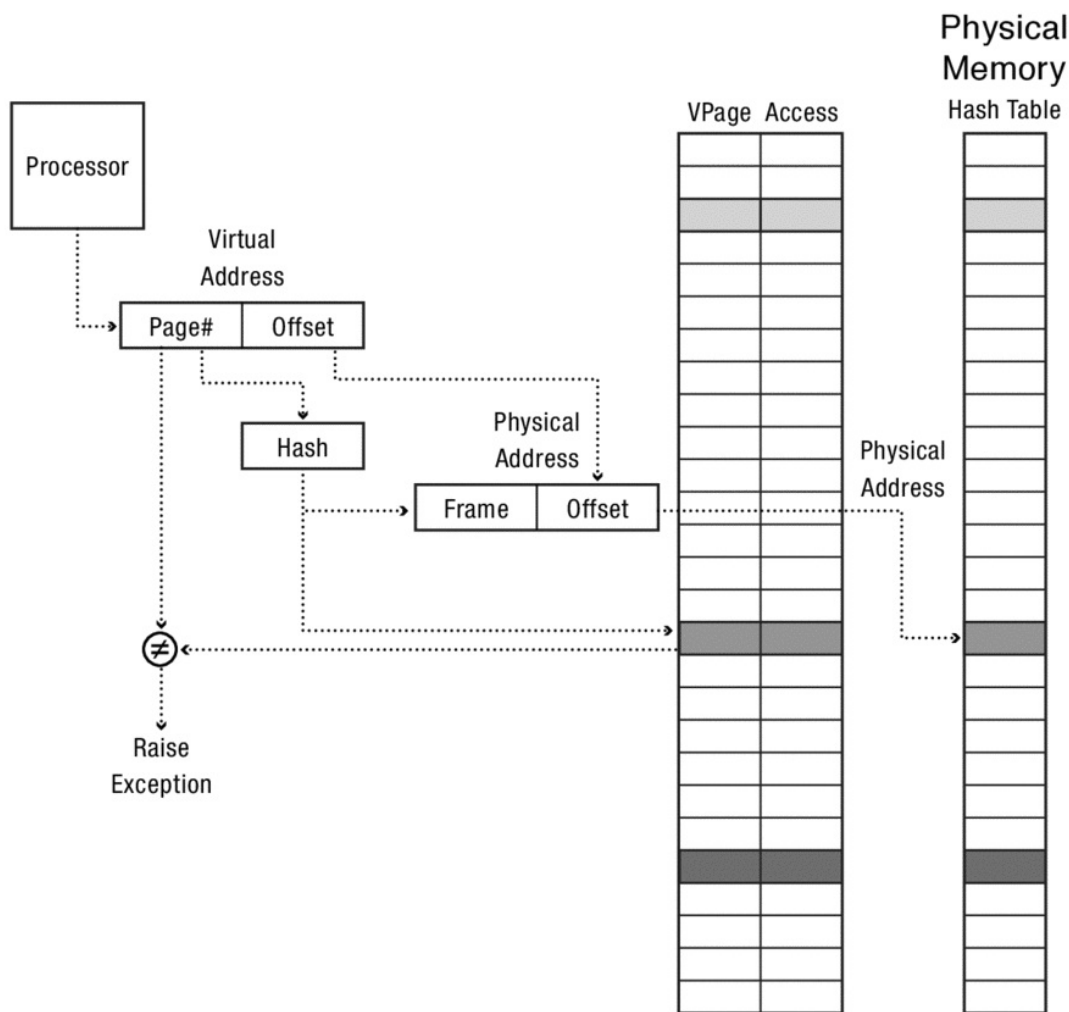 Physical
Memory
VPage Access
Hash Table
Processor
Virtual
Address
Page# Offset
Hash
Physical
Address
Physical
Address
Frame Offset
≠
Raise
Exception